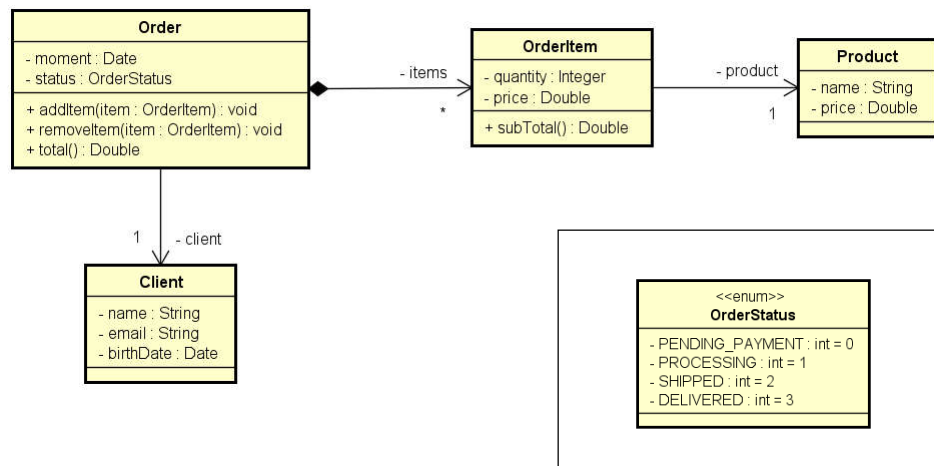 Order
- moment : Date
- status : OrderStatus
+ addItem(item : OrderItem) : void
+ removeItem(item : OrderItem) : void
+ total() : Double
- items
*
OrderItem
- quantity : Integer
- price : Double
+ subTotal() : Double
- product
1
Product
- name : String
- price : Double
1
- client
Client
- name : String
- email : String
- birthDate : Date
<<enum>>
OrderStatus
- PENDING_PAYMENT : int = 0
- PROCESSING : int = 1
- SHIPPED : int = 2
- DELIVERED : int = 3